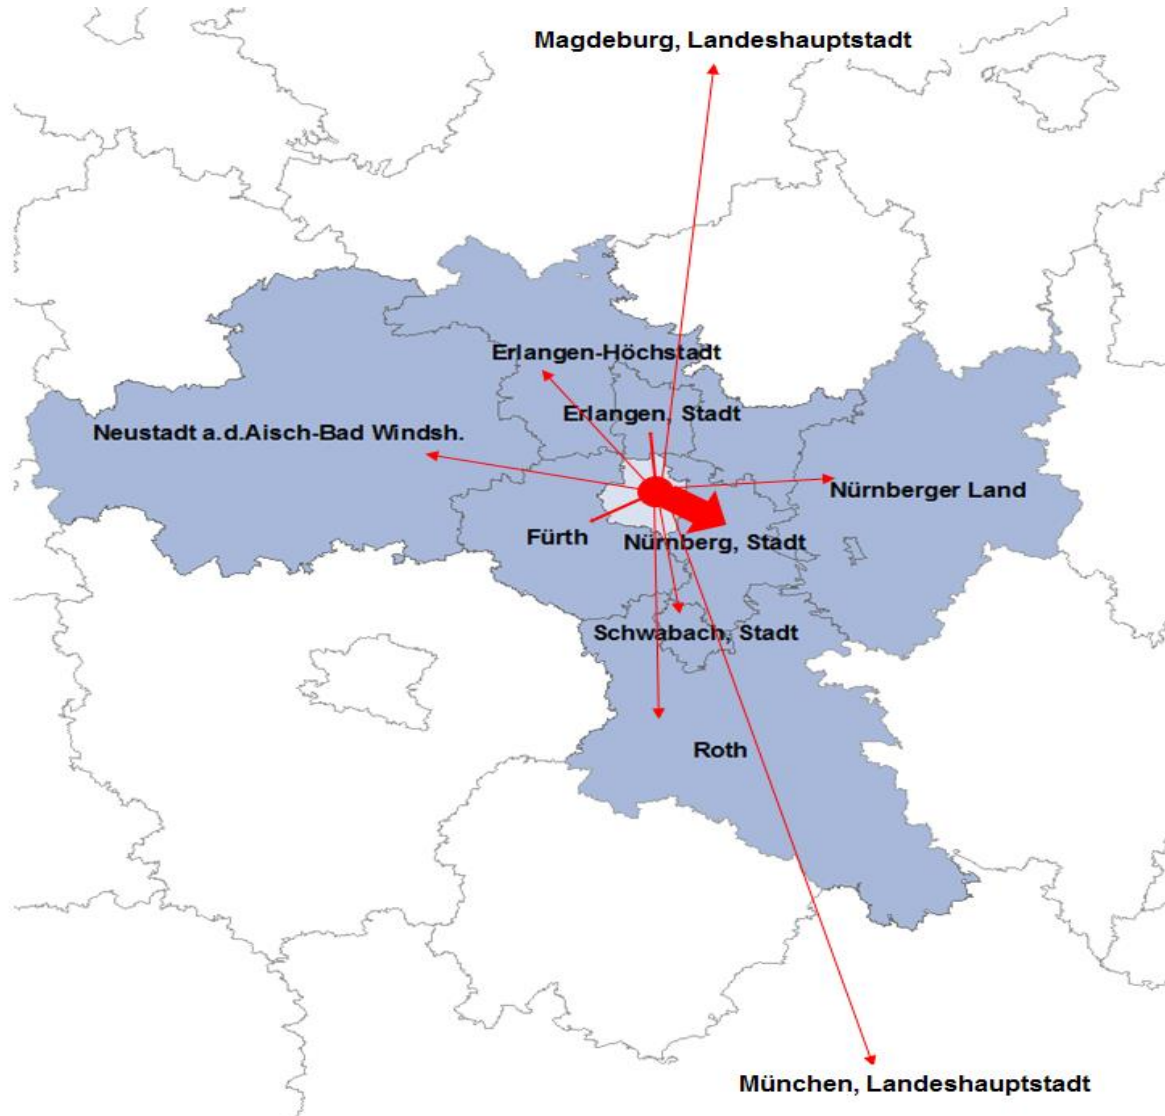 Magdeburg, Landeshauptstadt
Erlangen-Höchstadt
Erlangen, Stadt
Neustadt a.d.Aisch-Bad Windsh.
Nürnberger Land
Fürth
Nürnberg, Stadt
Schwabach, Stadt
Roth
München, Landeshauptstadt